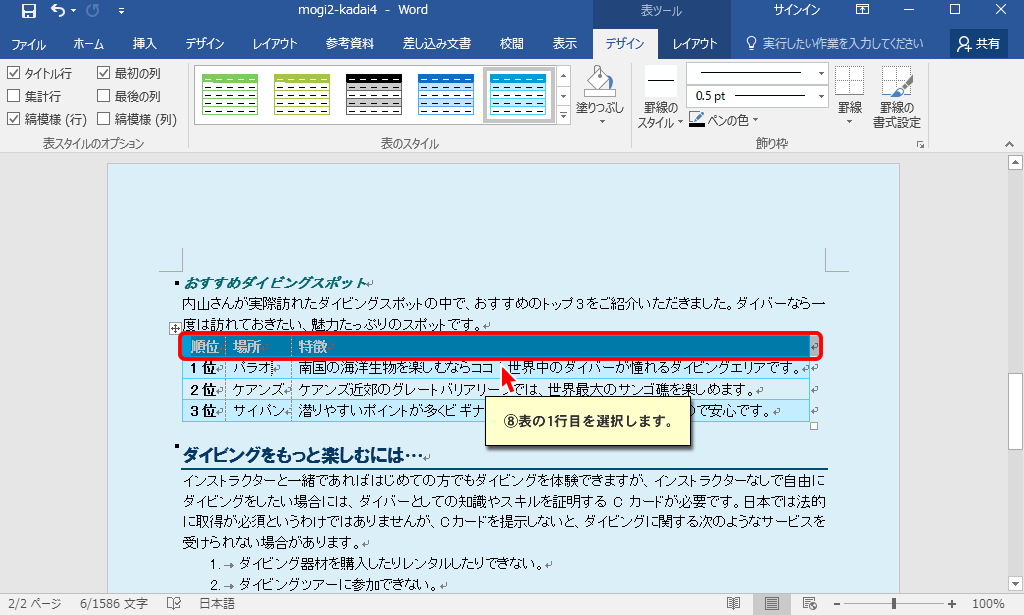 mogi2-kadai4 - Word
表ツール
サインイン
ファイル ホーム 挿入 デザイン レイアウト 参考資料 差し込み文書 校閲 表示 デザイン レイアウト 実行したい作業を入力してください 共有
タイトル行 最初の列
集計行 最後の列
縞模様 (行) 縞模様 (列)
表スタイルのオプション
表のスタイル
塗りつぶし
罫線の
スタイル
0.5 pt
ペンの色
罫線
罫線の
書式設定
飾り枠
おすすめダイビングスポット
内山さんが実際訪れたダイビングスポットの中で、おすすめのトップ3をご紹介いただきました。ダイバーなら一
度は訪れておきたい、魅力たっぷりのスポットです。
順位 場所 特徴
1 位 パラオ 南国の海洋生物を楽しむならココ 世界中のダイバーが憧れるダイビングエリアです。
2 位 ケアンズ ケアンズ近郊のグレートバリアリー では、世界最大のサンゴ礁を楽しめます。
3 位 サイパン 潜りやすいポイントが多くビギナ ので安心です。
⑧表の1行目を選択します。
ダイビングをもっと楽しむには…
インストラクターと一緒であればはじめての方でもダイビングを体験できますが、インストラクターなしで自由に
ダイビングをしたい場合には、ダイバーとしての知識やスキルを証明する C カードが必要です。日本では法的
に取得が必須というわけではありませんが、Cカードを提示しないと、ダイビングに関する次のようなサービスを
受けられない場合があります。
1. ダイビング器材を購入したりレンタルしたりできない。
2. ダイビングツアーに参加できない。
2/2 ページ 6/1586 文字 日本語 100%